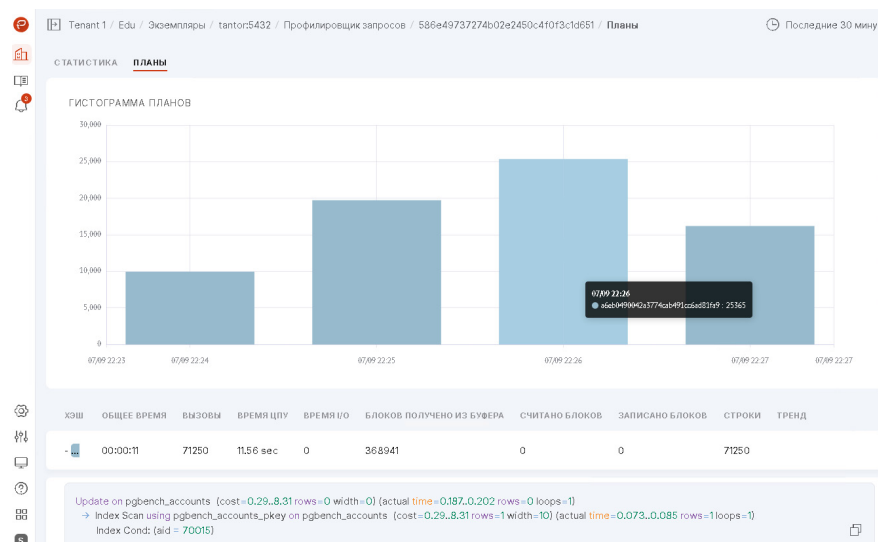 Tenant 1 / Edu / Экземпляры / tantor:5432 / Профилировщик запросов / 586e49737274b02e2450c4f0f3c1d651 / Планы
Последние 30 мину
СТАТИСТИКА ПЛАНЫ
3
ГИСТОГРАММА ПЛАНОВ
30,000
25,000
20,000
15,000
10,000
5,000
0
07/09 22:26
a6eb0490042a3774cab491cc6ad81fa9 : 25365
07/09 22:23 07/09 22:24 07/09 22:25 07/09 22:26 07/09 22:27 07/09 22:27
ХЭШ ОБЩЕЕ ВРЕМЯ ВЫЗОВЫ ВРЕМЯ ЦПУ ВРЕМЯ I/O БЛОКОВ ПОЛУЧЕНО ИЗ БУФЕРА СЧИТАНО БЛОКОВ ЗАПИСАНО БЛОКОВ СТРОКИ ТРЕНД
- ... 00:00:11 71250 11.56 sec 0 368941 0 0 71250
Update on pgbench_accounts (cost=0.29..8.31 rows=0 width=0) (actual time=0.187..0.202 rows=0 loops=1)
→ Index Scan using pgbench_accounts_pkey on pgbench_accounts (cost=0.29..8.31 rows=1 width=10) (actual time=0.073..0.085 rows=1 loops=1)
Index Cond: (aid = 70015)
S